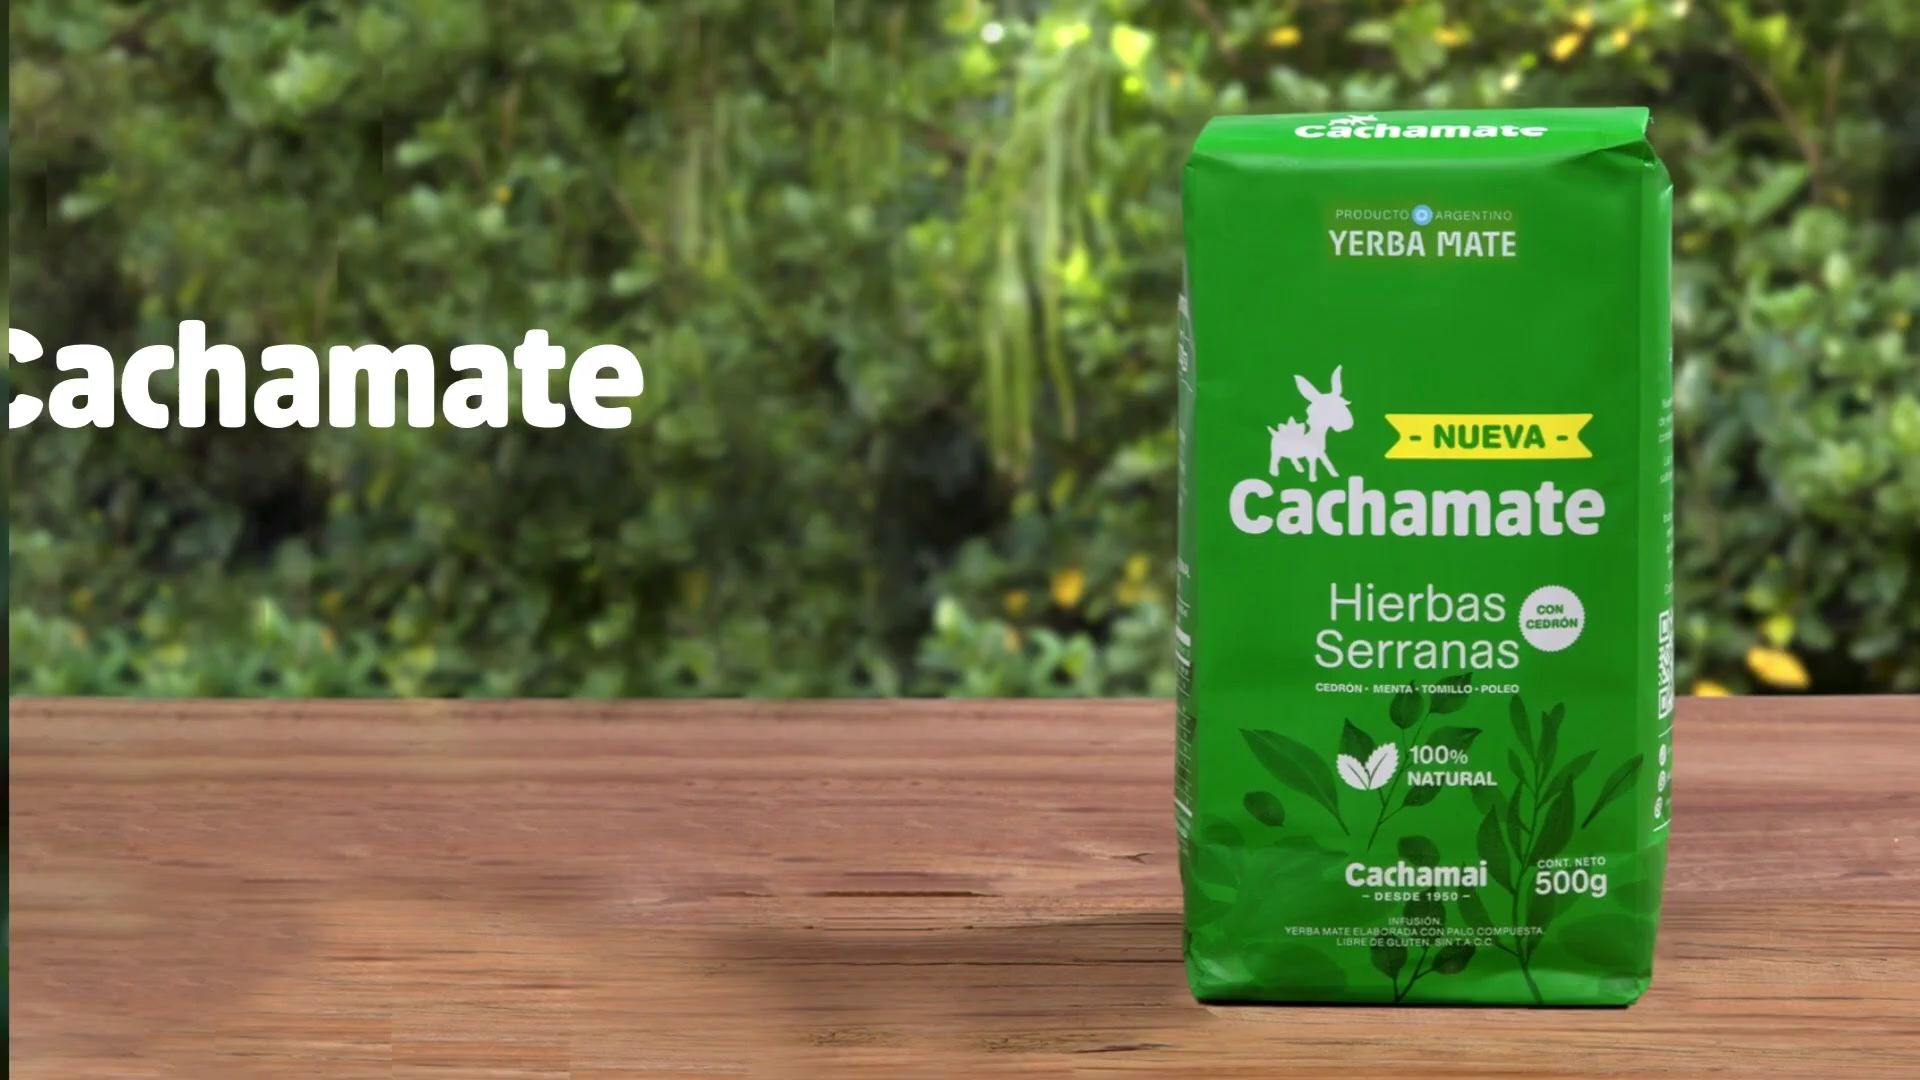 Cachamate
Cachamate
PRODUCTO ARGENTINO
YERBA MATE
- NUEVA -
Cachamate
Hierbas
Serranas
CON
CEDRÓN
CEDRÓN - MENTA - TOMILLO - POLEO
100%
NATURAL
Cachamai
- DESDE 1950 -
CONT. NETO
500g
INFUSIÓN.
YERBA MATE ELABORADA CON PALO COMPUESTA.
LIBRE DE GLUTEN. SIN T.A.C.C.